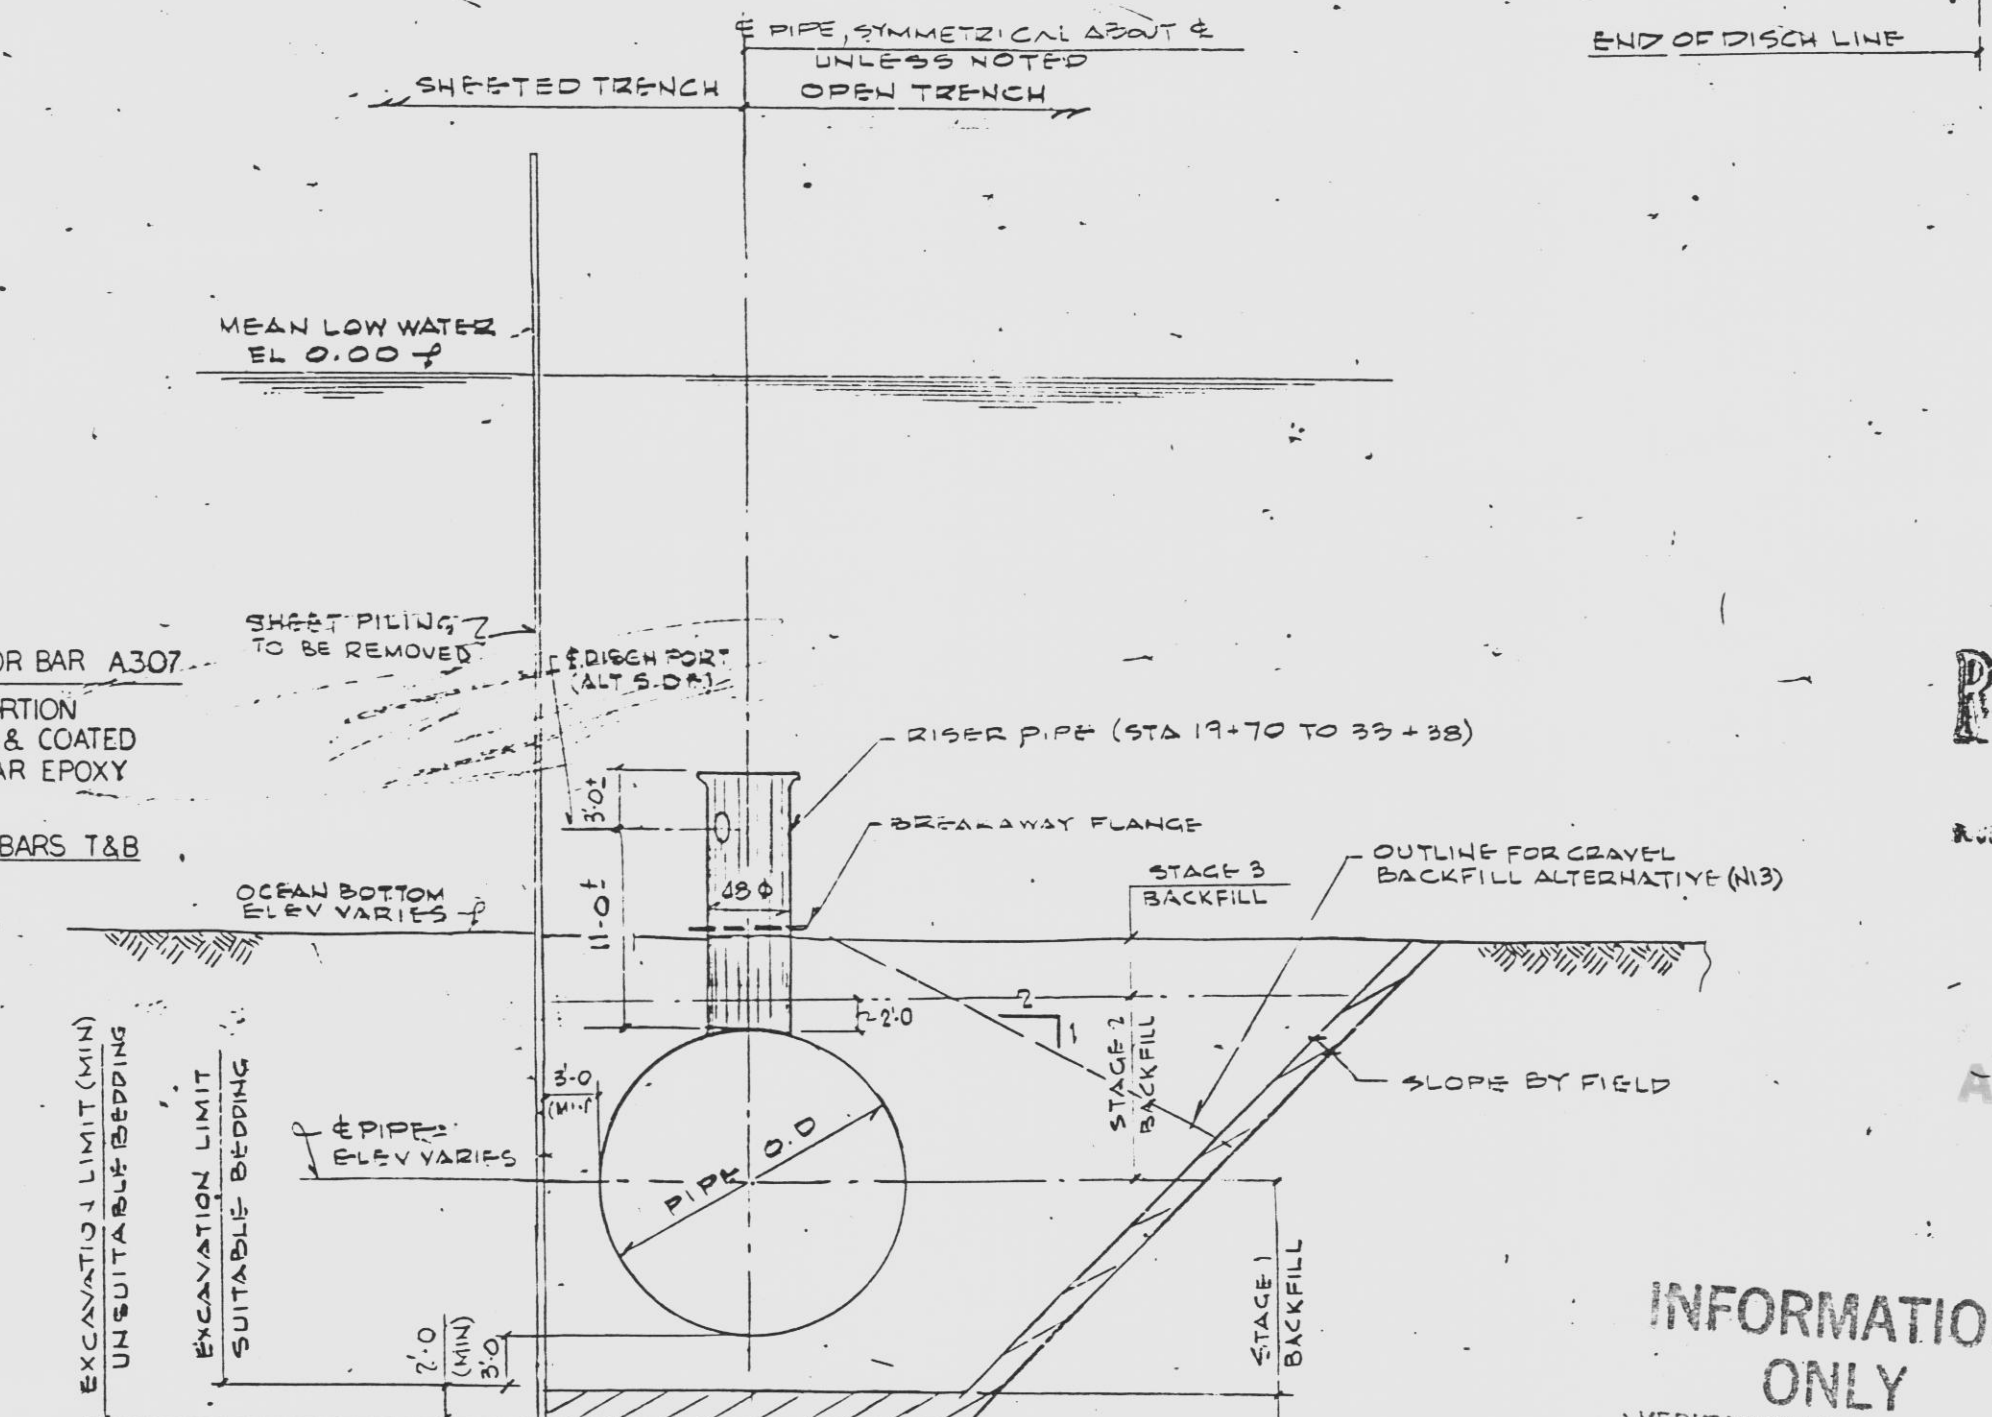 ℄ PIPE, SYMMETRICAL ABOUT ℄
UNLESS NOTED
END OF DISCH LINE
SHEETED TRENCH
OPEN TRENCH
MEAN LOW WATER
EL 0.00
SHEET PILING
TO BE REMOVED
OR BAR A307
RTION
& COATED
AR EPOXY
BARS T&B
℄ DISCH PORT
(ALT S.
RISER PIPE (STA 19+70 TO 33+38)
3'-0±
BREAKAWAY FLANGE
48 Φ
11-0±
STAGE 3
BACKFILL
OUTLINE FOR GRAVEL
BACKFILL ALTERNATIVE (N13)
OCEAN BOTTOM
ELEV VARIES
2'-0
2
1
STAGE 2
BACKFILL
SLOPE BY FIELD
3'-0
EXCAVATION LIMIT (MIN)
UNSUITABLE BEDDING
EXCAVATION LIMIT
SUITABLE BEDDING
℄ PIPE
ELEV VARIES
PIPE O.D
STAGE 1
BACKFILL
2'-0
(MIN)
3'-0
INFORMATIO
ONLY